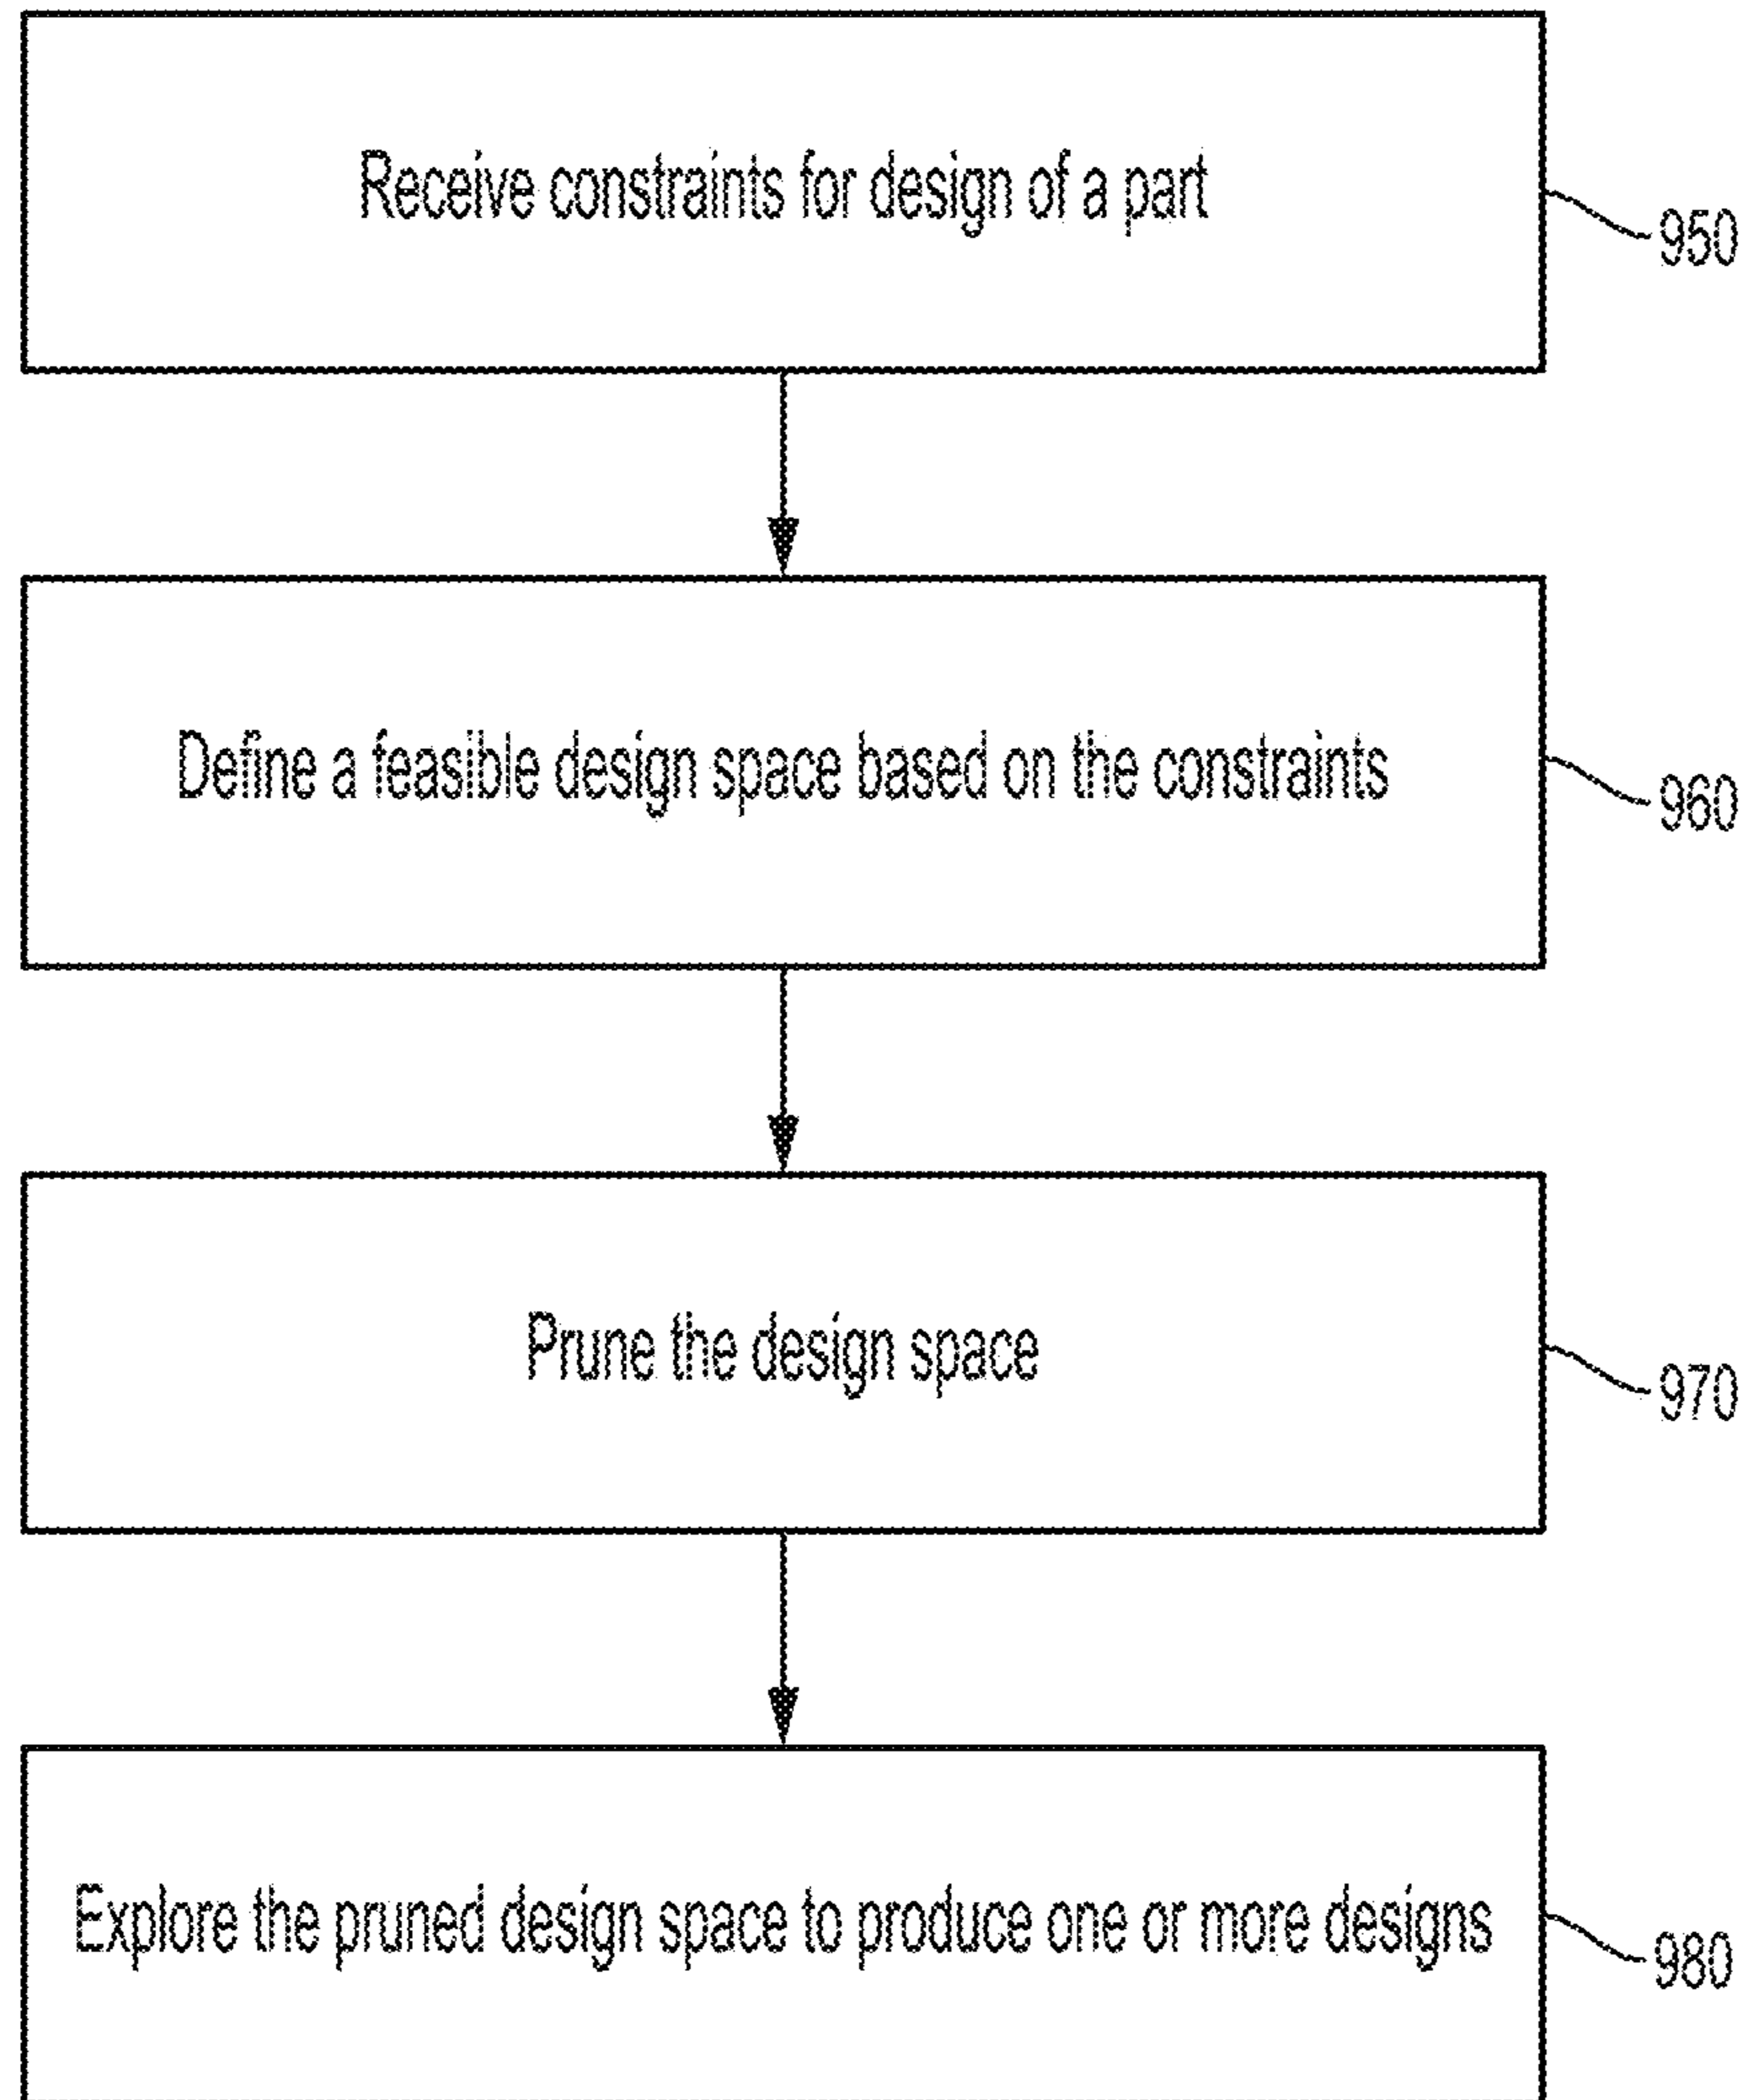 Receive constraints for design of a part
950
Define a feasible design space based on the constraints
960
Prune the design space
970
Explore the pruned design space to produce one or more designs
980